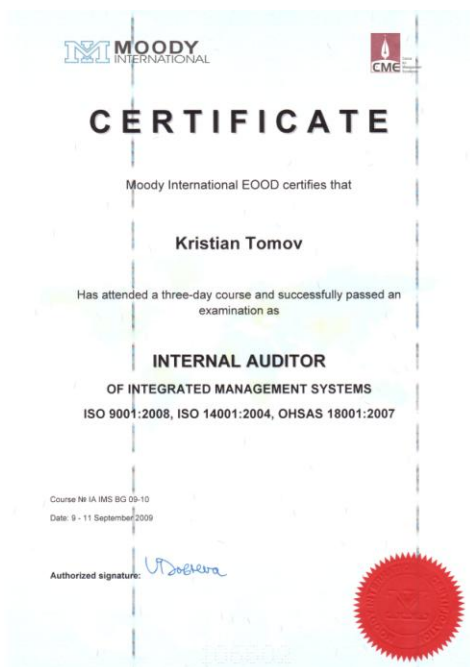 MOODY
INTERNATIONAL
CME
CERTIFICATE
Moody International EOOD certifies that
Kristian Tomov
Has attended a three-day course and successfully passed an
examination as
INTERNAL AUDITOR
OF INTEGRATED MANAGEMENT SYSTEMS
ISO 9001:2008, ISO 14001:2004, OHSAS 18001:2007
Course № IA IMS BG 09-10
Date: 9 - 11 September 2009
Authorized signature: